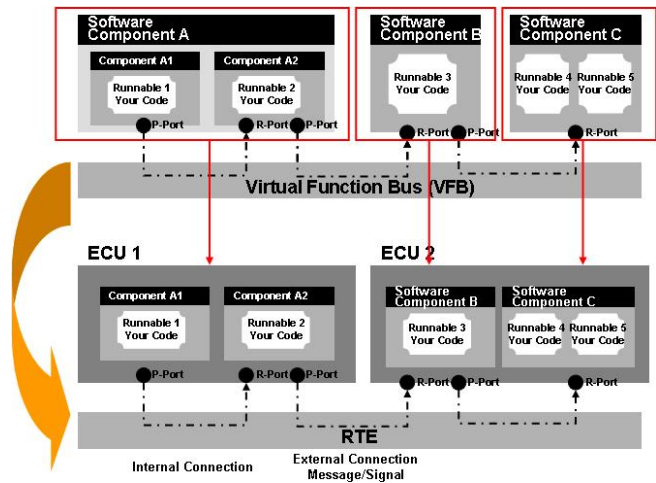 Software
Component A
Component A1
Runnable 1
Your Code
P-Port
Component A2
Runnable 2
Your Code
R-Port
P-Port
Software
Component B
Runnable 3
Your Code
R-Port
P-Port
Software
Component C
Runnable 4
Your Code
Runnable 5
Your Code
R-Port
Virtual Function Bus (VFB)
ECU 1
Component A1
Runnable 1
Your Code
P-Port
Component A2
Runnable 2
Your Code
R-Port
P-Port
ECU 2
Software
Component B
Runnable 3
Your Code
R-Port
P-Port
Software
Component C
Runnable 4
Your Code
Runnable 5
Your Code
R-Port
RTE
Internal Connection
External Connection
Message/Signal